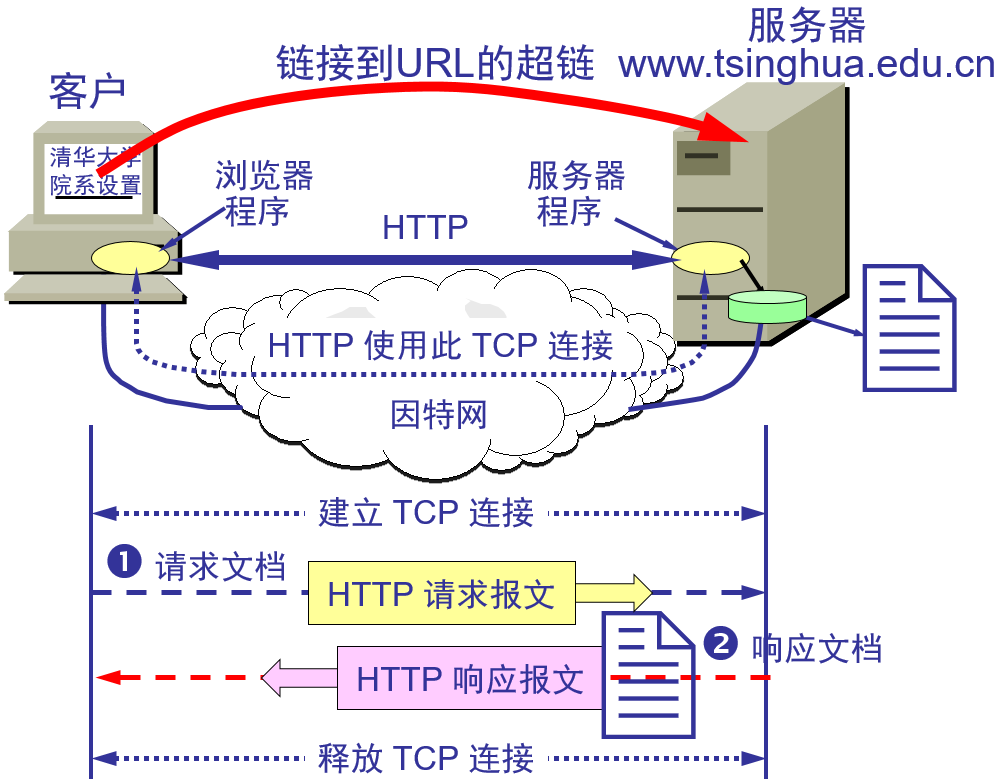 服务器
链接到URL的超链
www.tsinghua.edu.cn
客户
清华大学
院系设置
浏览器
程序
服务器
程序
HTTP
HTTP 使用此 TCP 连接
因特网
建立 TCP 连接
❶ 请求文档
HTTP 请求报文
❷ 响应文档
HTTP 响应报文
释放 TCP 连接